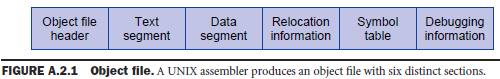 Object file header
Text segment
Data segment
Relocation information
Symbol table
Debugging information
FIGURE A.2.1 Object file. A UNIX assembler produces an object file with six distinct sections.